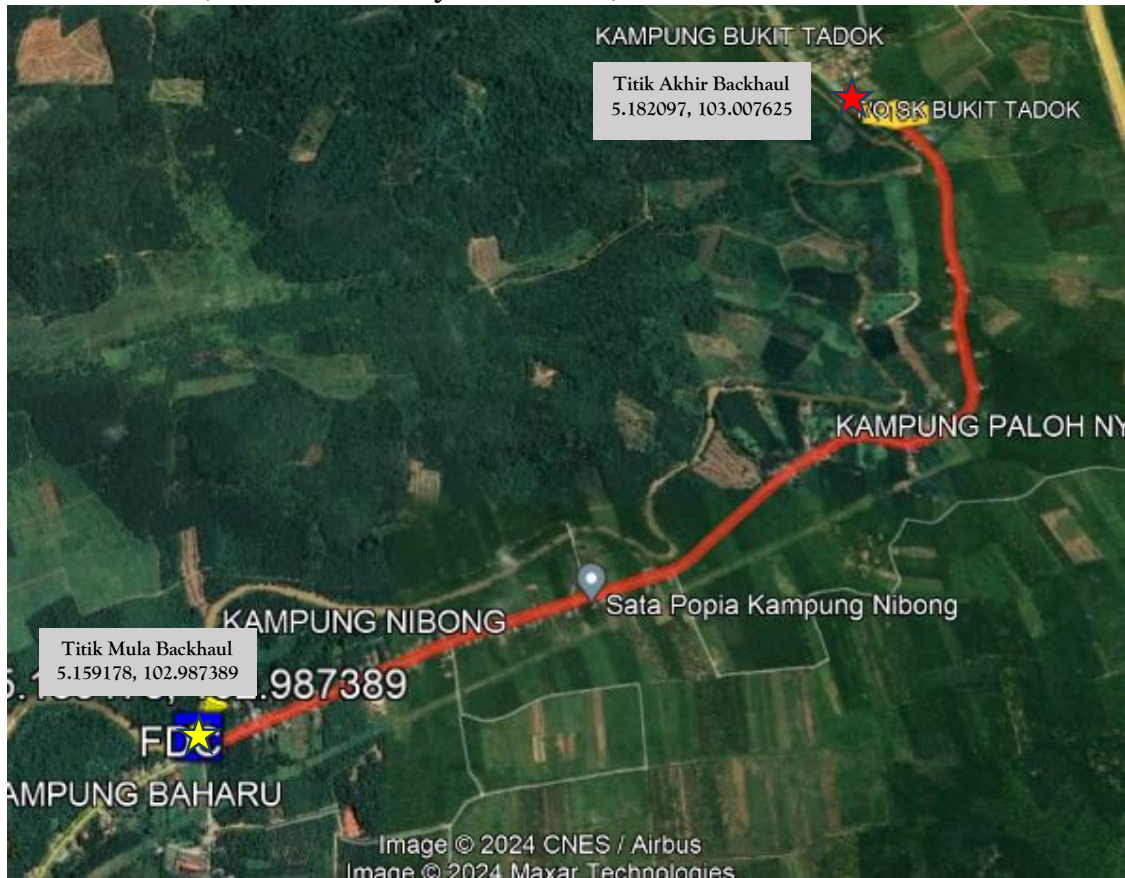 KAMPUNG BUKIT TADOK
Titik Akhir Backhaul
5.182097, 103.007625
SK BUKIT TADOK
KAMPUNG PALOH NY
Sata Popia Kampung Nibong
KAMPUNG NIBONG
Titik Mula Backhaul
5.159178, 102.987389
.987389
FDC
AMPUNG BAHARU
Image © 2024 CNES / Airbus
Image © 2024 Maxar Technologies